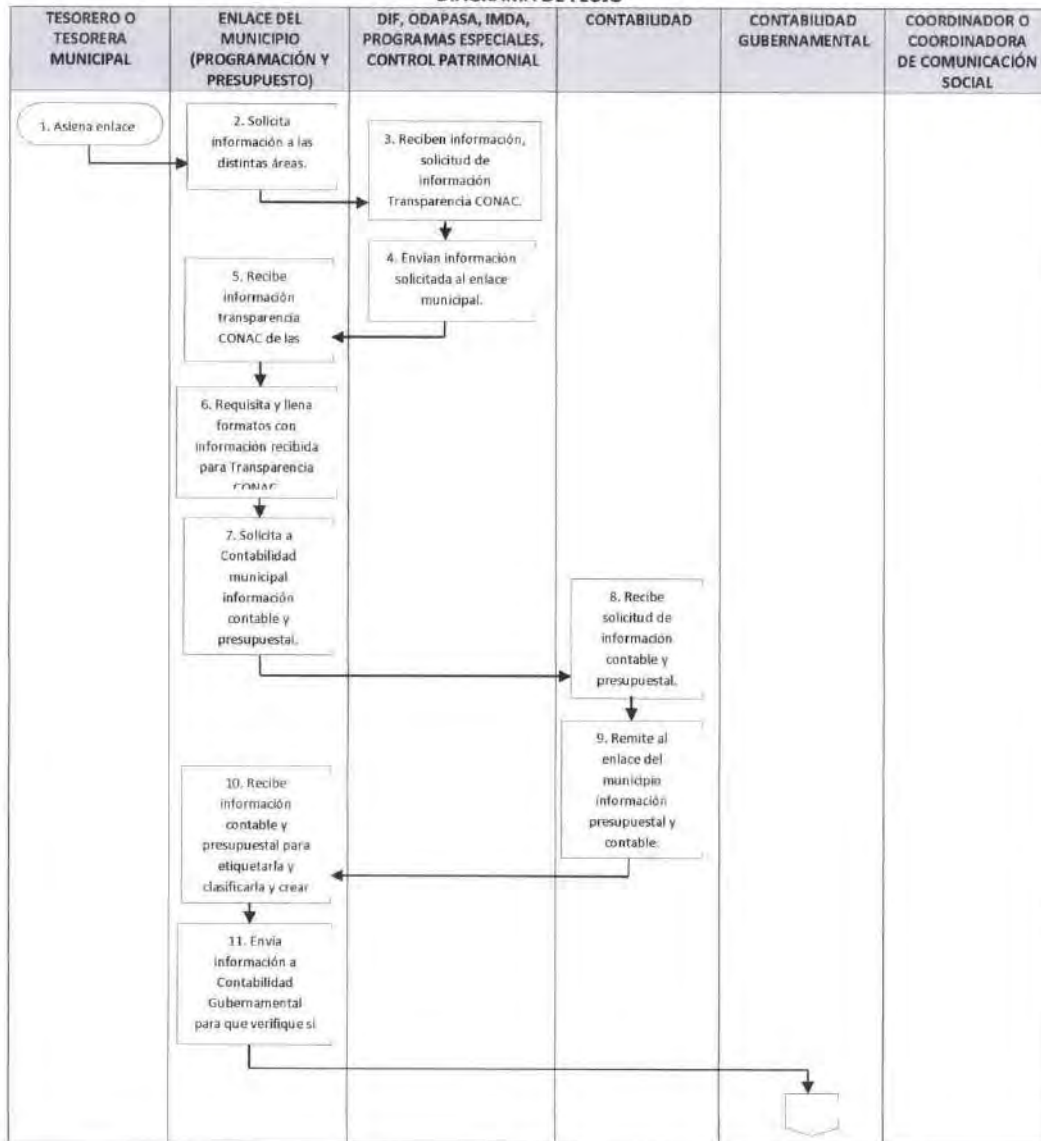 TESORERO O
TESORERA
MUNICIPAL
ENLACE DEL
MUNICIPIO
(PROGRAMACIÓN Y
PRESUPUESTO)
DIF, ODAPASA, IMDA,
PROGRAMAS ESPECIALES,
CONTROL PATRIMONIAL
CONTABILIDAD
CONTABILIDAD
GUBERNAMENTAL
COORDINADOR O
COORDINADORA
DE COMUNICACIÓN
SOCIAL
1. Asigna enlace
2. Solicita
información a las
distintas áreas.
3. Reciben información,
solicitud de
información
Transparencia CONAC.
4. Envían información
solicitada al enlace
municipal.
5. Recibe
información
transparencia
CONAC de las
6. Requisita y llena
formatos con
información recibida
para Transparencia
CONAC
7. Solicita a
Contabilidad
municipal
información
contable y
presupuestal.
8. Recibe
solicitud de
información
contable y
presupuestal.
9. Remite al
enlace del
municipio
información
presupuestal y
contable.
10. Recibe
información
contable y
presupuestal para
etiquetarla y
clasificarla y crear
11. Envía
información a
Contabilidad
Gubernamental
para que verifique si